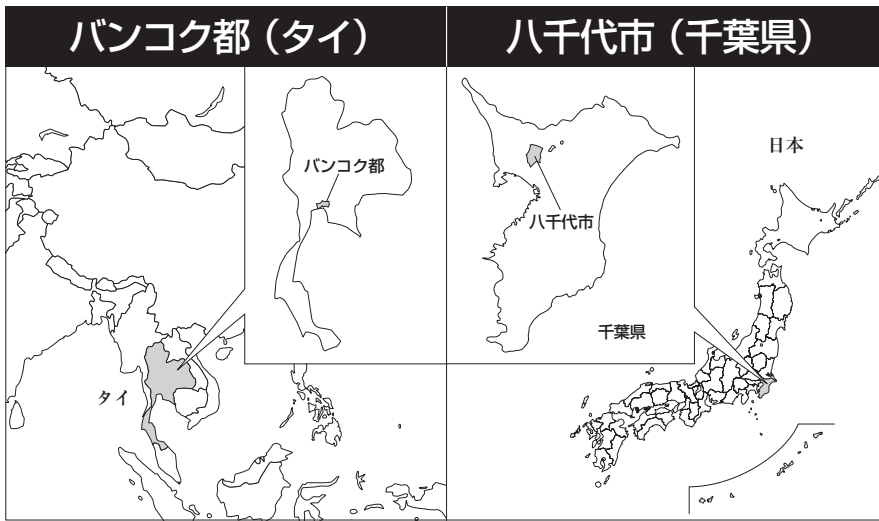 バンコク都（タイ）
八千代市（千葉県）
バンコク都
タイ
八千代市
千葉県
日本